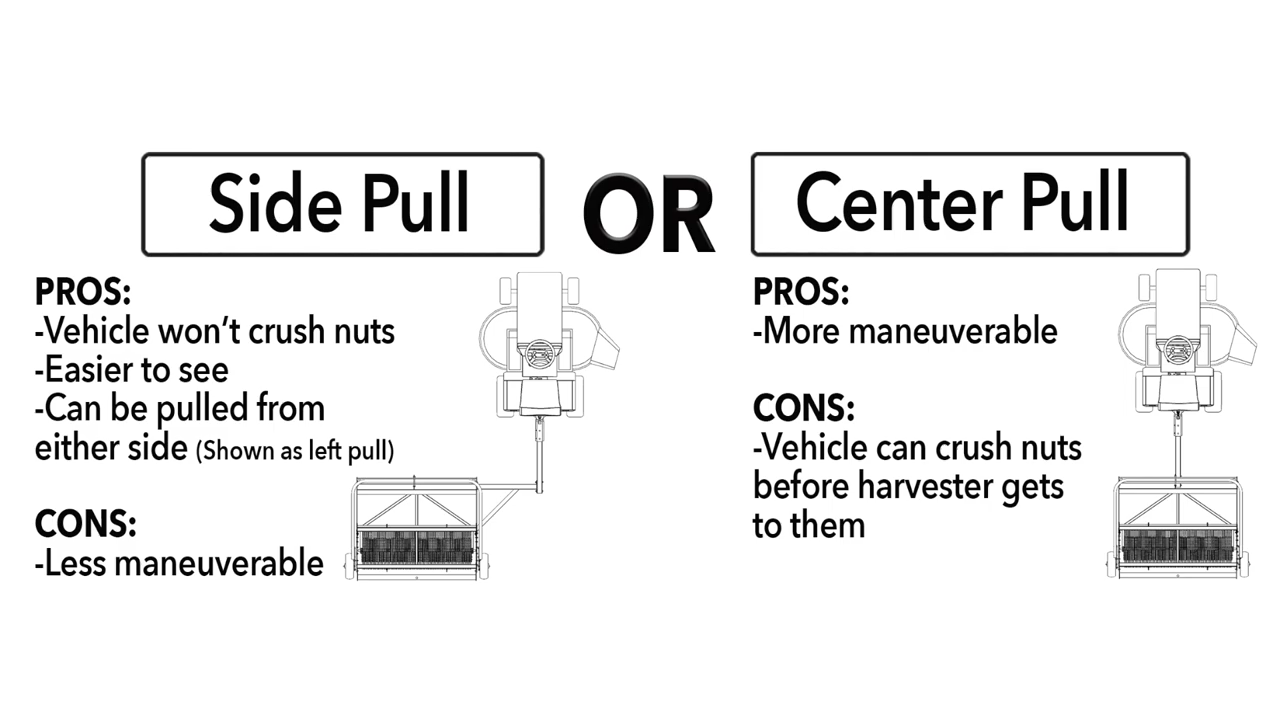 Side Pull
OR
Center Pull
PROS:
-Vehicle won’t crush nuts
-Easier to see
-Can be pulled from
either side (Shown as left pull)
CONS:
-Less maneuverable
PROS:
-More maneuverable
CONS:
-Vehicle can crush nuts
before harvester gets
to them